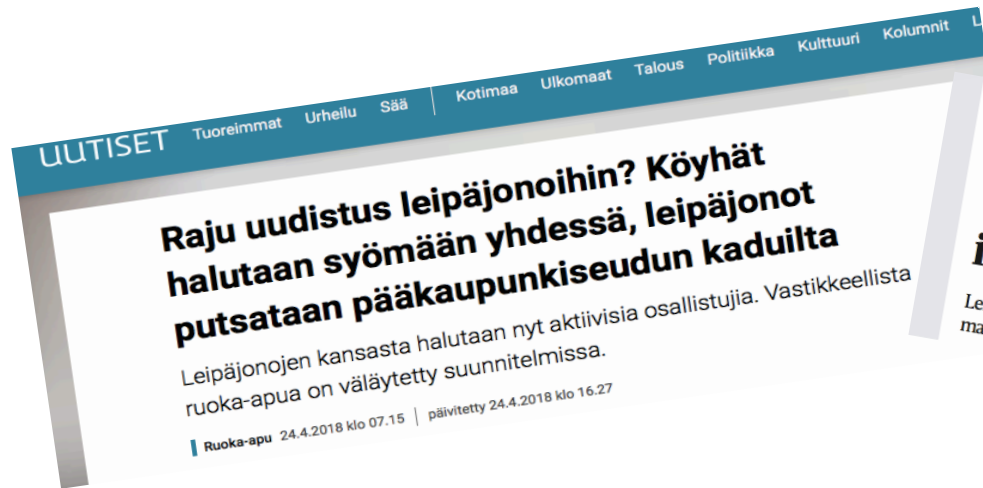 UUTISET Tuoreimmat Urheilu Sää Kotimaa Ulkomaat Talous Politiikka Kulttuuri Kolumnit
Raju uudistus leipäjonoihin? Köyhät
halutaan syömään yhdessä, leipäjonot
putsataan pääkaupunkiseudun kaduilta
Leipäjonojen kansasta halutaan nyt aktiivisia osallistujia. Vastikkeellista
ruoka-apua on väläytetty suunnitelmissa.
Ruoka-apu 24.4.2018 klo 07.15 | päivitetty 24.4.2018 klo 16.27